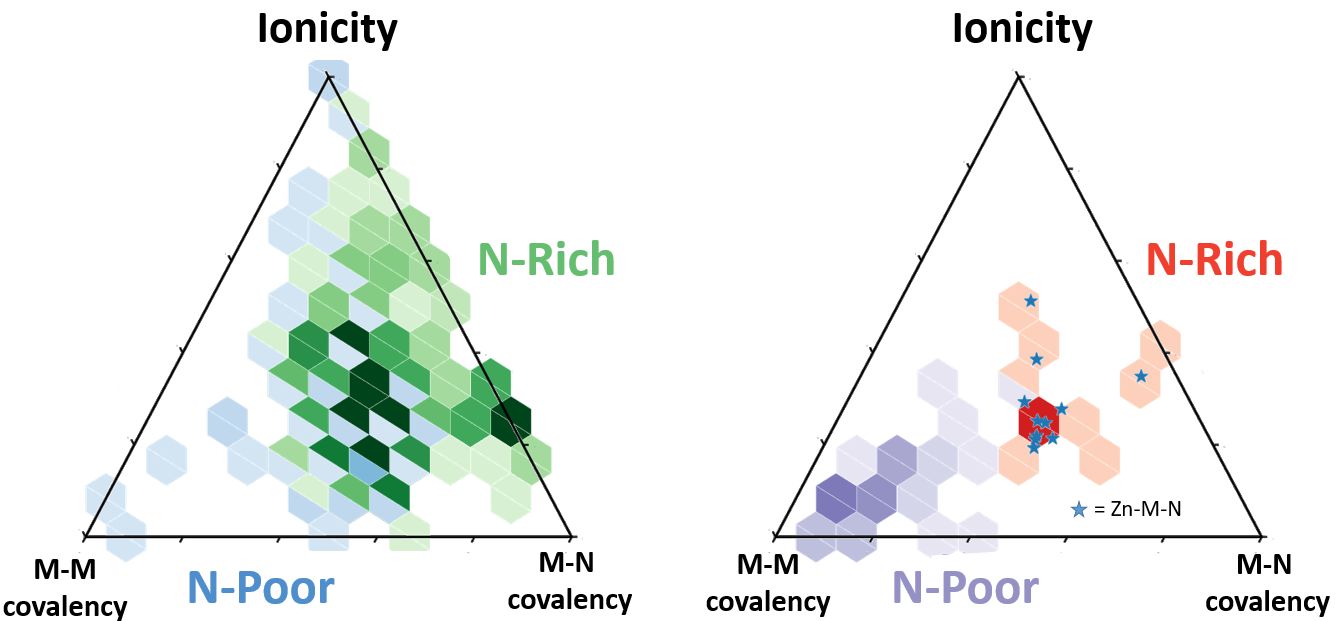 Ionicity
N-Rich
M-M
covalency
N-Poor
M-N
covalency
Ionicity
N-Rich
★ = Zn-M-N
M-M
covalency
N-Poor
M-N
covalency